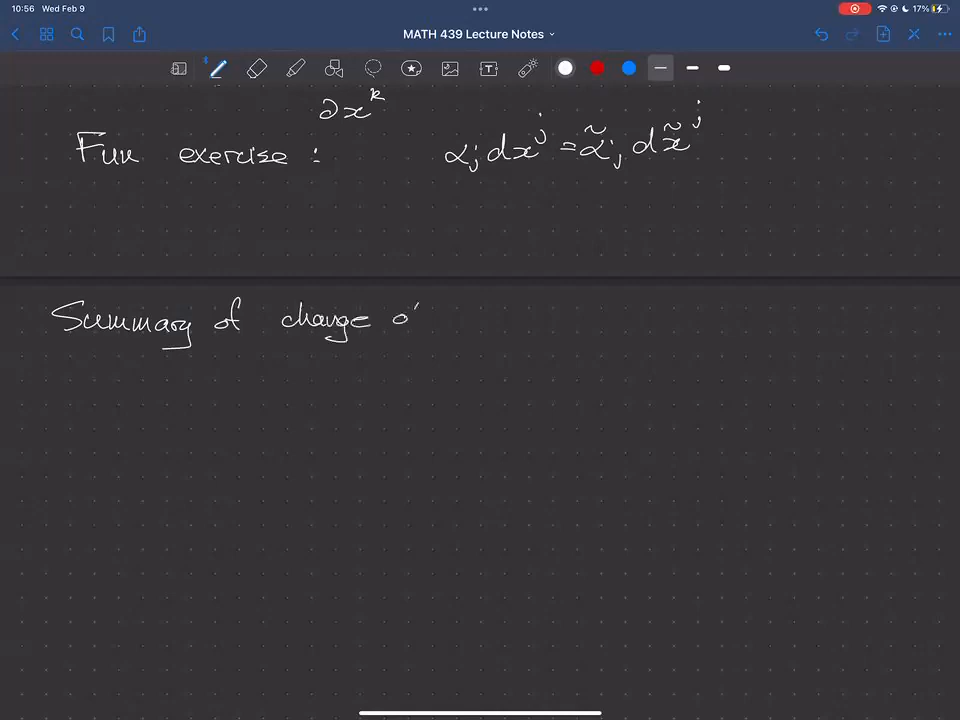 10:56 Wed Feb 9
17%
MATH 439 Lecture Notes
∂x^k
Fun exercise : α_j dx^j = α̃_j dx̃^j
Summary of change o